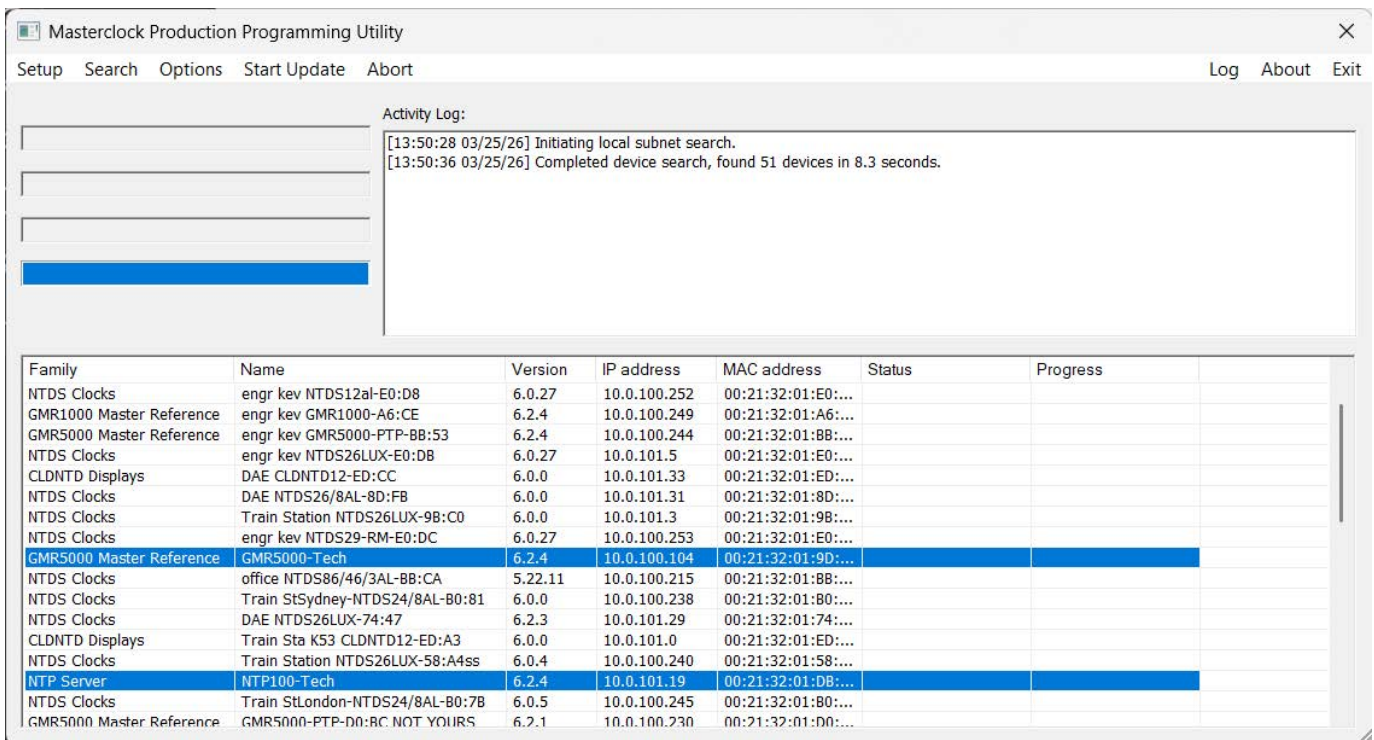 Masterclock Production Programming Utility
Setup Search Options Start Update Abort Log About Exit
Activity Log:
[13:50:28 03/25/26] Initiating local subnet search.
[13:50:36 03/25/26] Completed device search, found 51 devices in 8.3 seconds.
Family Name Version IP address MAC address Status Progress
NTDS Clocks engr kev NTDS12al-E0:D8 6.0.27 10.0.100.252 00:21:32:01:E0:...
GMR1000 Master Reference engr kev GMR1000-A6:CE 6.2.4 10.0.100.249 00:21:32:01:A6:...
GMR5000 Master Reference engr kev GMR5000-PTP-BB:53 6.2.4 10.0.100.244 00:21:32:01:BB:...
NTDS Clocks engr kev NTDS26LUX-E0:DB 6.0.27 10.0.101.5 00:21:32:01:E0:...
CLDNTD Displays DAE CLDNTD12-ED:CC 6.0.0 10.0.101.33 00:21:32:01:ED:...
NTDS Clocks DAE NTDS26/8AL-8D:FB 6.0.0 10.0.101.31 00:21:32:01:8D:...
NTDS Clocks Train Station NTDS26LUX-9B:C0 6.0.0 10.0.101.3 00:21:32:01:9B:...
NTDS Clocks engr kev NTDS29-RM-E0:DC 6.0.27 10.0.100.253 00:21:32:01:E0:...
GMR5000 Master Reference GMR5000-Tech 6.2.4 10.0.100.104 00:21:32:01:9D:...
NTDS Clocks office NTDS86/46/3AL-BB:CA 5.22.11 10.0.100.215 00:21:32:01:BB:...
NTDS Clocks Train StSydney-NTDS24/8AL-B0:81 6.0.0 10.0.100.238 00:21:32:01:B0:...
NTDS Clocks DAE NTDS26LUX-74:47 6.2.3 10.0.101.29 00:21:32:01:74:...
CLDNTD Displays Train Sta K53 CLDNTD12-ED:A3 6.0.0 10.0.101.0 00:21:32:01:ED:...
NTDS Clocks Train Station NTDS26LUX-58:A4ss 6.0.4 10.0.100.240 00:21:32:01:58:...
NTP Server NTP100-Tech 6.2.4 10.0.101.19 00:21:32:01:DB:...
NTDS Clocks Train StLondon-NTDS24/8AL-B0:7B 6.0.5 10.0.100.245 00:21:32:01:B0:...
GMR5000 Master Reference GMR5000-PTP-D0:BC NOT YOURS 6.2.1 10.0.100.230 00:21:32:01:D0:...